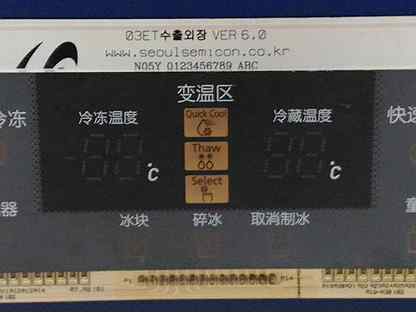 03ET수출외장 VER 6.0
www.seoulsemicon.co.kr
N05Y 0123456789 ABC
变温区
冷冻
冷冻温度
Quick Cool
冷藏温度
快速
℃
Thaw
℃
Select
器
冰块
碎冰
取消制冰
童